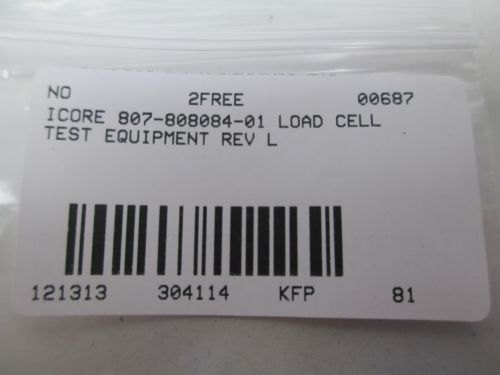 NO 2FREE 00687
ICORE 807-808084-01 LOAD CELL
TEST EQUIPMENT REV L
121313 304114 KFP 81